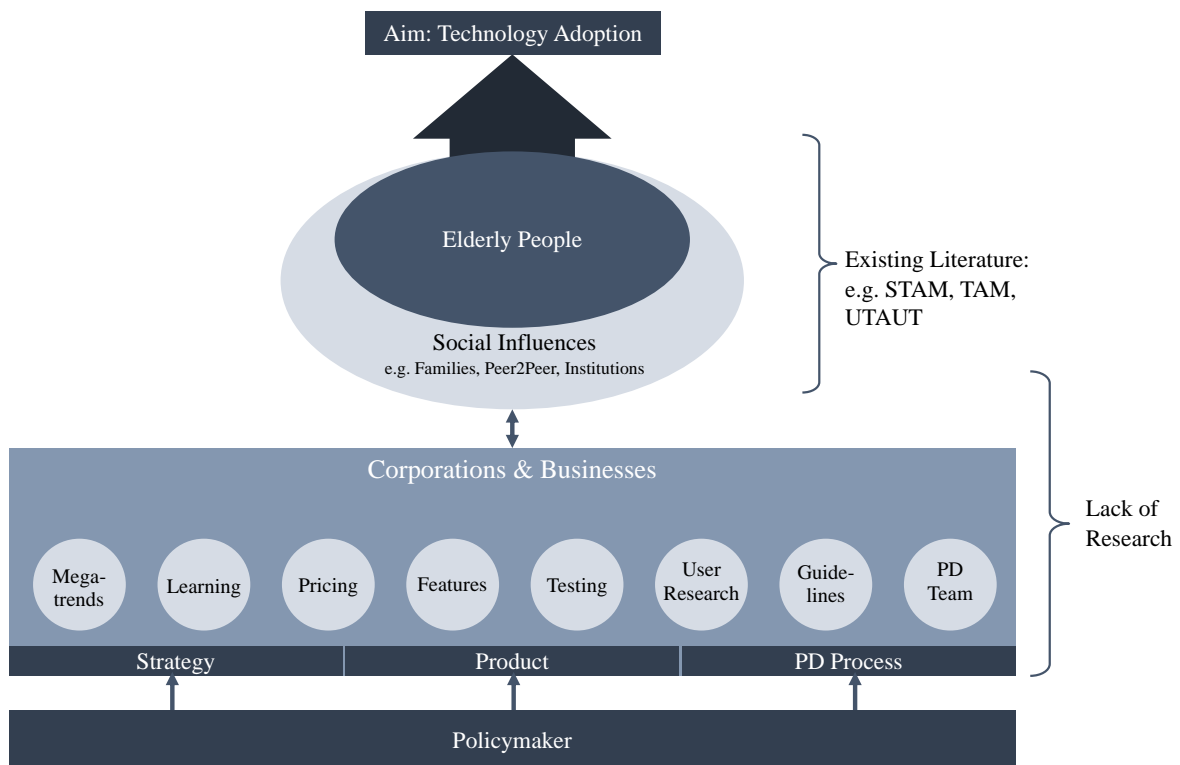 Aim: Technology Adoption
Elderly People
Existing Literature:
e.g. STAM, TAM,
UTAUT
Social Influences
e.g. Families, Peer2Peer, Institutions
Corporations & Businesses
Lack of
Research
Mega-
trends
Learning
Pricing
Features
Testing
User
Research
Guide-
lines
PD
Team
Strategy
Product
PD Process
Policymaker